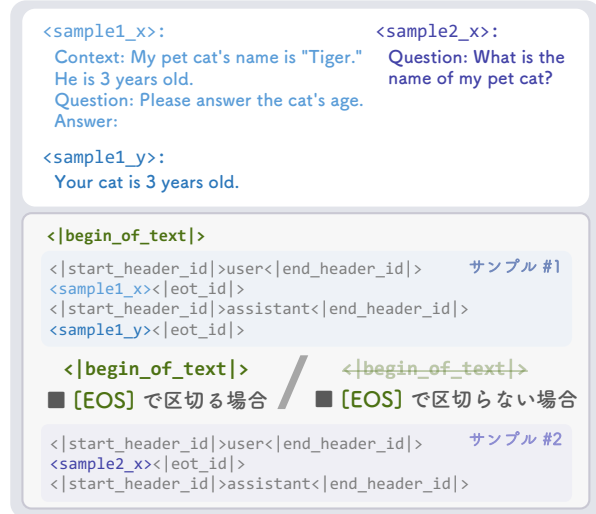 <sample1_x>:
Context: My pet cat's name is "Tiger."
He is 3 years old.
Question: Please answer the cat's age.
Answer:
<sample2_x>:
Question: What is the
name of my pet cat?
<sample1_y>:
Your cat is 3 years old.
<|begin_of_text|>
サンプル #1
<|start_header_id|>user<|end_header_id|>
<sample1_x><|eot_id|>
<|start_header_id|>assistant<|end_header_id|>
<sample1_y><|eot_id|>
<|begin_of_text|>
■ [EOS] で区切る場合
/
<|begin_of_text|>
■ [EOS] で区切らない場合
サンプル #2
<|start_header_id|>user<|end_header_id|>
<sample2_x><|eot_id|>
<|start_header_id|>assistant<|end_header_id|>